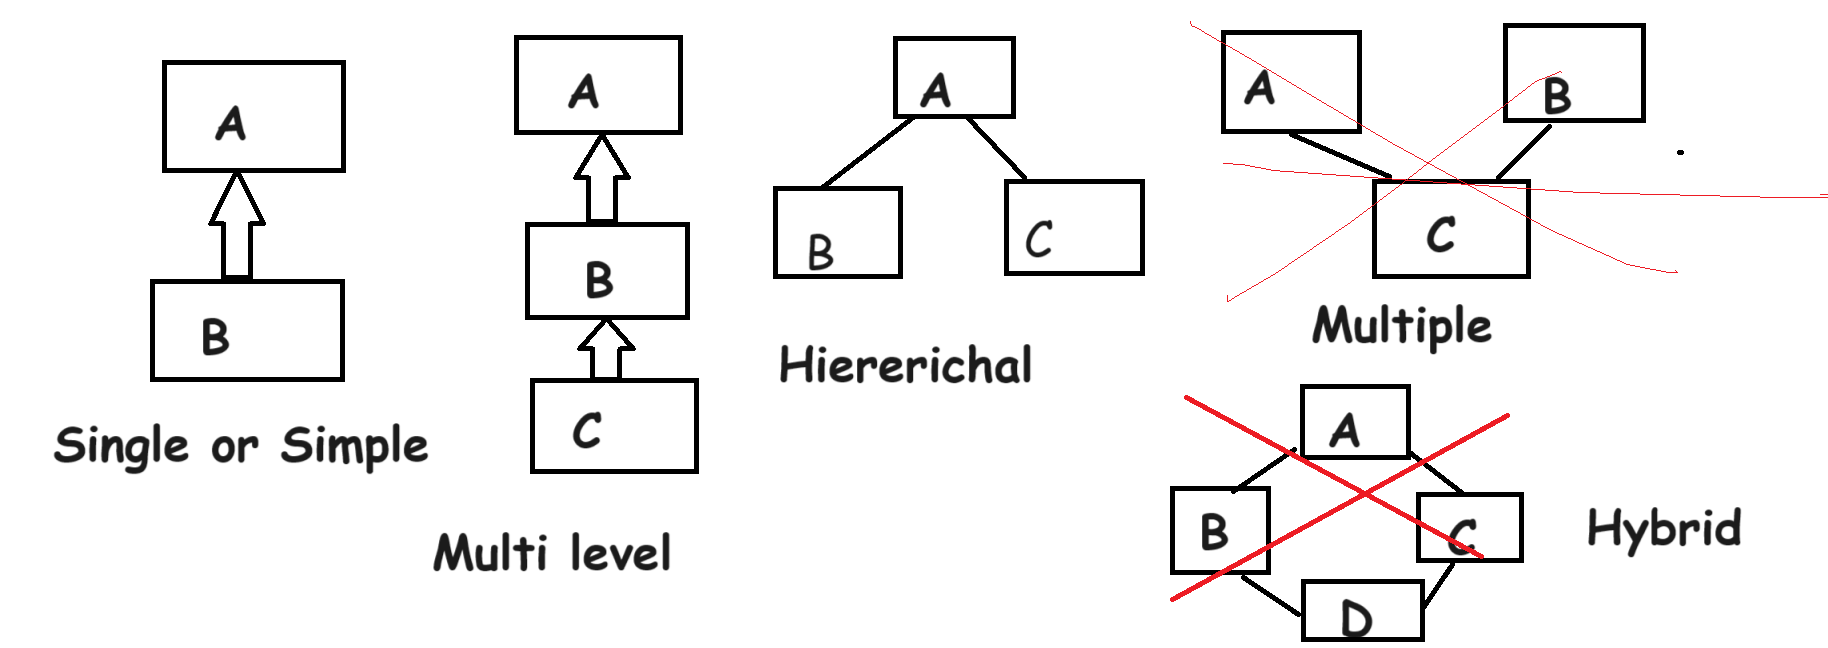 A
B
Single or Simple
A
B
C
Multi level
A
B
C
Hiererichal
A
B
C
Multiple
A
B
C
D
Hybrid